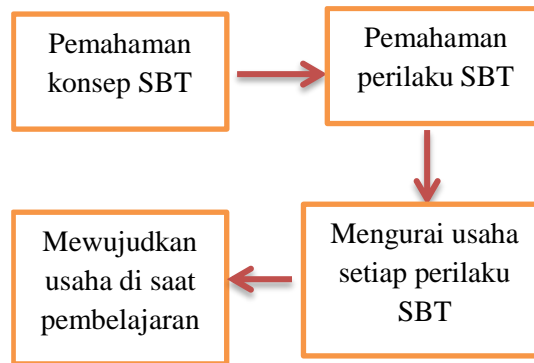 Pemahaman
konsep SBT
Pemahaman
perilaku SBT
Mengurai usaha
setiap perilaku
SBT
Mewujudkan
usaha di saat
pembelajaran